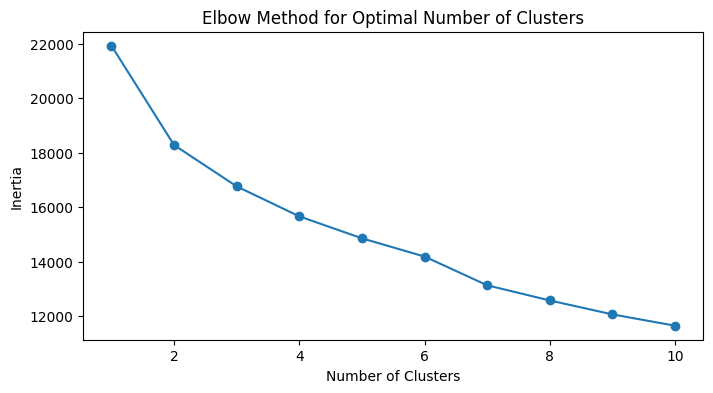 Elbow Method for Optimal Number of Clusters
22000
20000
18000
16000
14000
12000
Inertia
2 4 6 8 10
Number of Clusters